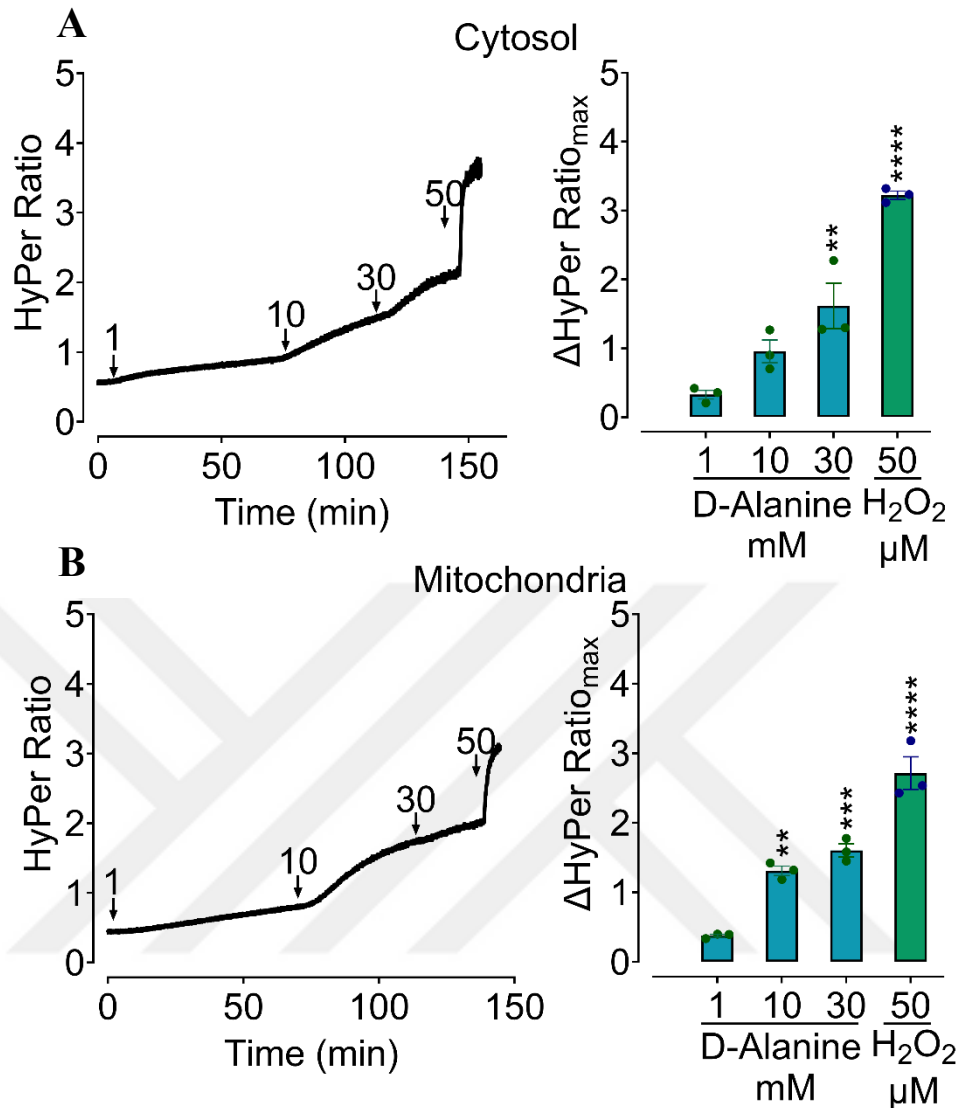 A
Cytosol
HyPer Ratio
5
4
3
2
1
0
1
10
30
50
0
50
100
150
Time (min)
ΔHyPer Ratiomax
5
4
3
2
1
0
**
****
1
10
30
50
D-Alanine
mM
H2O2
µM
B
Mitochondria
HyPer Ratio
5
4
3
2
1
0
1
10
30
50
0
50
100
150
Time (min)
ΔHyPer Ratiomax
5
4
3
2
1
0
**
***
****
1
10
30
50
D-Alanine
mM
H2O2
µM